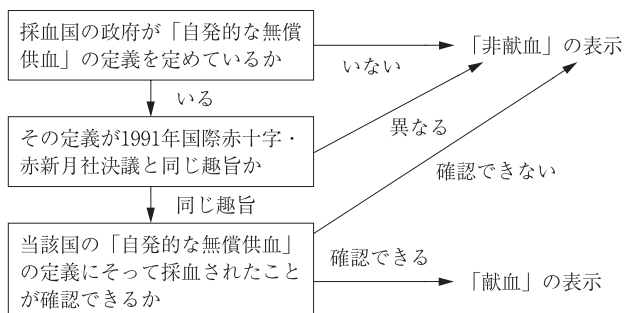 採血国の政府が「自発的な無償
供血」の定義を定めているか
いない
「非献血」の表示
いる
異なる
その定義が1991年国際赤十字・
赤新月社決議と同じ趣旨か
確認できない
同じ趣旨
当該国の「自発的な無償供血」
の定義にそって採血されたこと
が確認できるか
確認できる
「献血」の表示